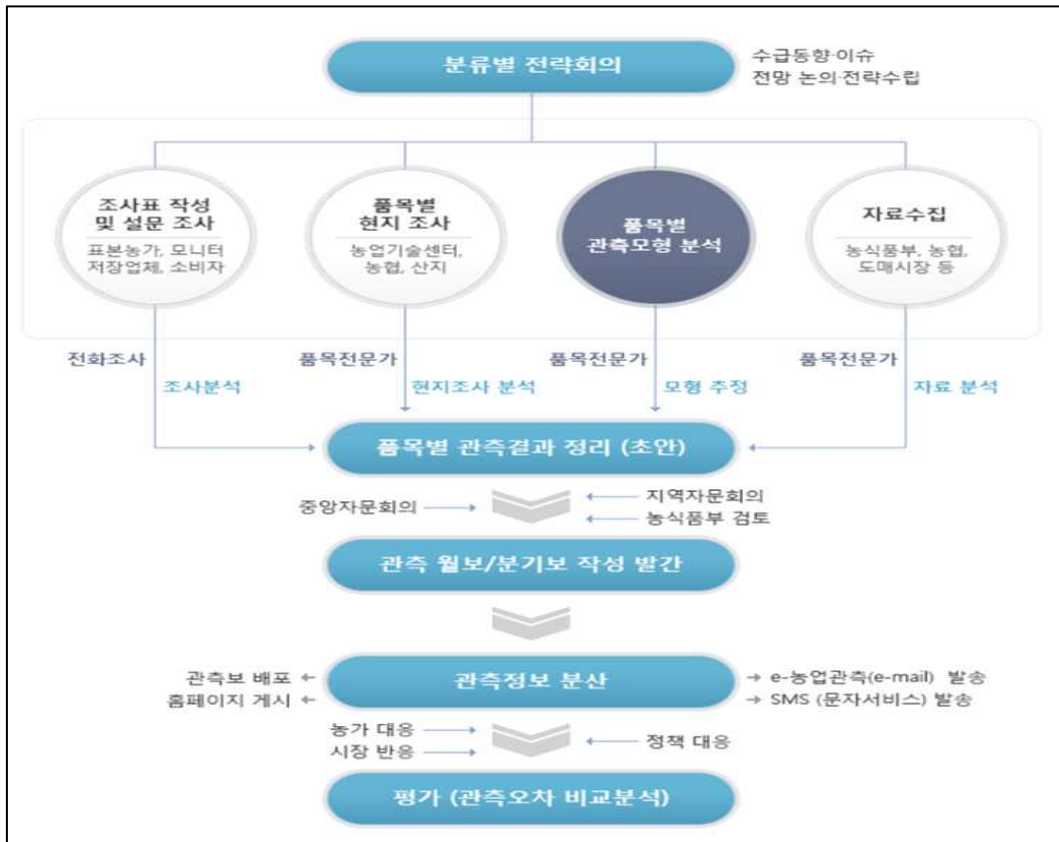 분류별 전략회의
수급동향·이슈
전망 논의·전략수립
조사표 작성
및 설문 조사
표본농가, 모니터
저장업체, 소비자
품목별
현지 조사
농업기술센터,
농협, 산지
품목별
관측모형 분석
자료수집
농식품부, 농협,
도매시장 등
전화조사
조사분석
품목전문가
현지조사 분석
품목전문가
모형 추정
품목전문가
자료 분석
품목별 관측결과 정리 (초안)
중앙자문회의
지역자문회의
농식품부 검토
관측 월보/분기보 작성 발간
관측정보 분산
관측보 배포
홈페이지 게시
e-농업관측(e-mail) 발송
SMS (문자서비스) 발송
농가 대응
시장 반응
정책 대응
평가 (관측오차 비교분석)